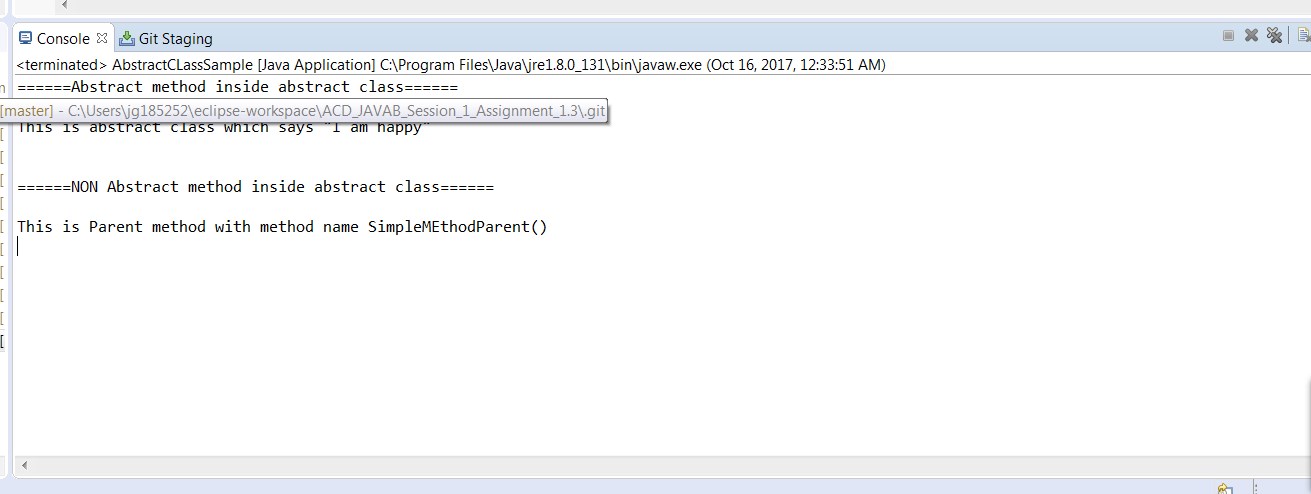 Console Git Staging
<terminated> AbstractCLassSample [Java Application] C:\Program Files\Java\jre1.8.0_131\bin\javaw.exe (Oct 16, 2017, 12:33:51 AM)
======Abstract method inside abstract class======
[master] - C:\Users\jg185252\eclipse-workspace\ACD_JAVAB_Session_1_Assignment_1.3\.git
This is abstract class which says "I am happy"
======NON Abstract method inside abstract class======
This is Parent method with method name SimpleMEthodParent()